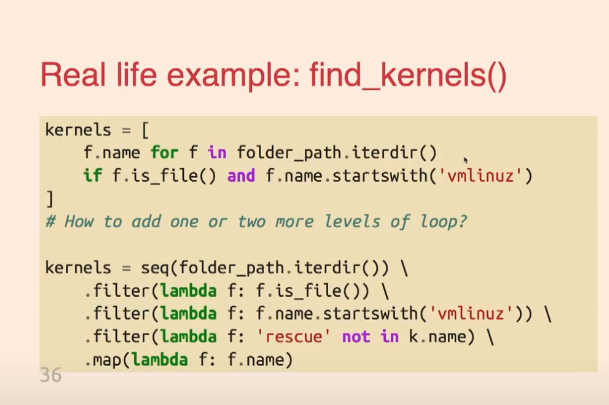 Real life example: find_kernels()
kernels = [
    f.name for f in folder_path.iterdir()
    if f.is_file() and f.name.startswith('vmlinuz')
]
# How to add one or two more levels of loop?
kernels = seq(folder_path.iterdir()) \
    .filter(lambda f: f.is_file()) \
    .filter(lambda f: f.name.startswith('vmlinuz')) \
    .filter(lambda f: 'rescue' not in k.name) \
    .map(lambda f: f.name)
36